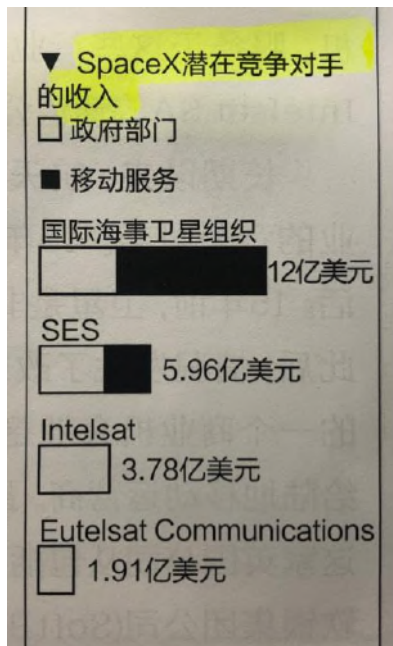 ▼ SpaceX潜在竞争对手
的收入
□ 政府部门
■ 移动服务
国际海事卫星组织
12亿美元
SES
5.96亿美元
Intelsat
3.78亿美元
Eutelsat Communications
1.91亿美元